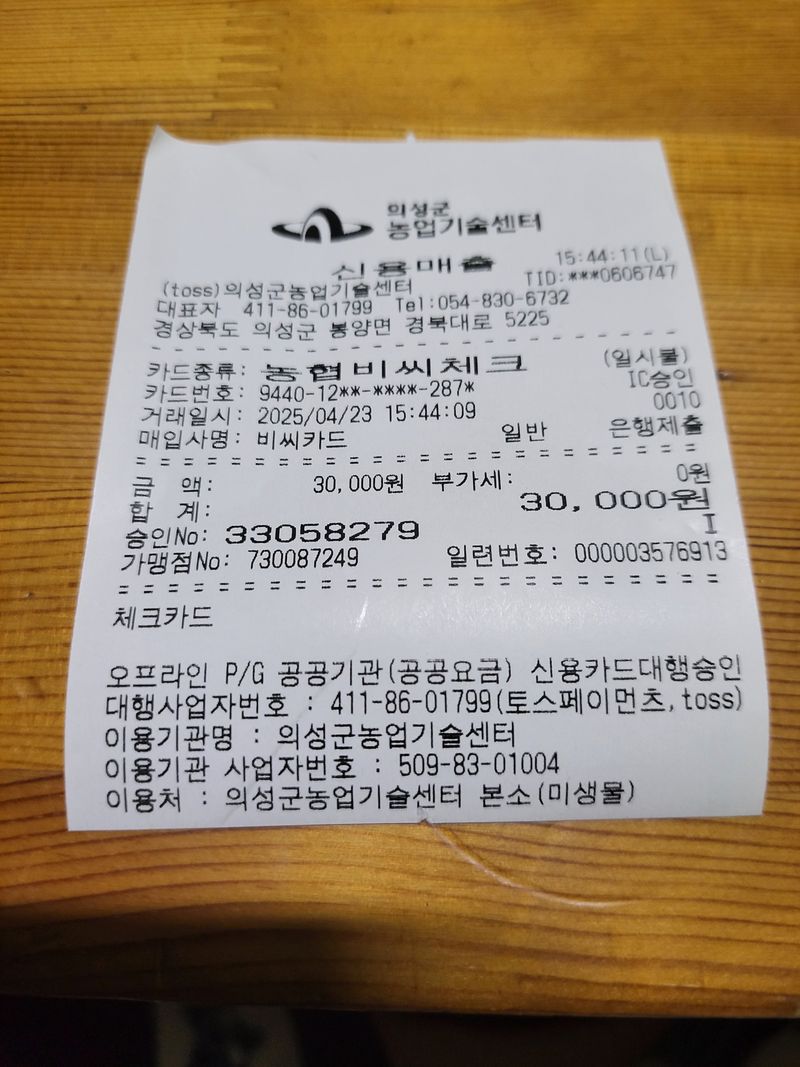 의성군
농업기술센터
신용매출 15:44:11(L)
(toss)의성군농업기술센터 TID:***0606747
대표자 411-86-01799 Tel:054-830-6732
경상북도 의성군 봉양면 경북대로 5225
카드종류: 농협비씨체크 (일시불)
카드번호: 9440-12**-****-287* IC승인
거래일시: 2025/04/23 15:44:09 0010
매입사명: 비씨카드 일반 은행제출
금 액: 30,000원 부가세: 0원
합 계: 30,000원
승인No: 33058279 I
가맹점No: 730087249 일련번호: 000003576913
체크카드
오프라인 P/G 공공기관(공공요금) 신용카드대행승인
대행사업자번호 : 411-86-01799(토스페이먼츠,toss)
이용기관명 : 의성군농업기술센터
이용기관 사업자번호 : 509-83-01004
이용처 : 의성군농업기술센터 본소(미생물)